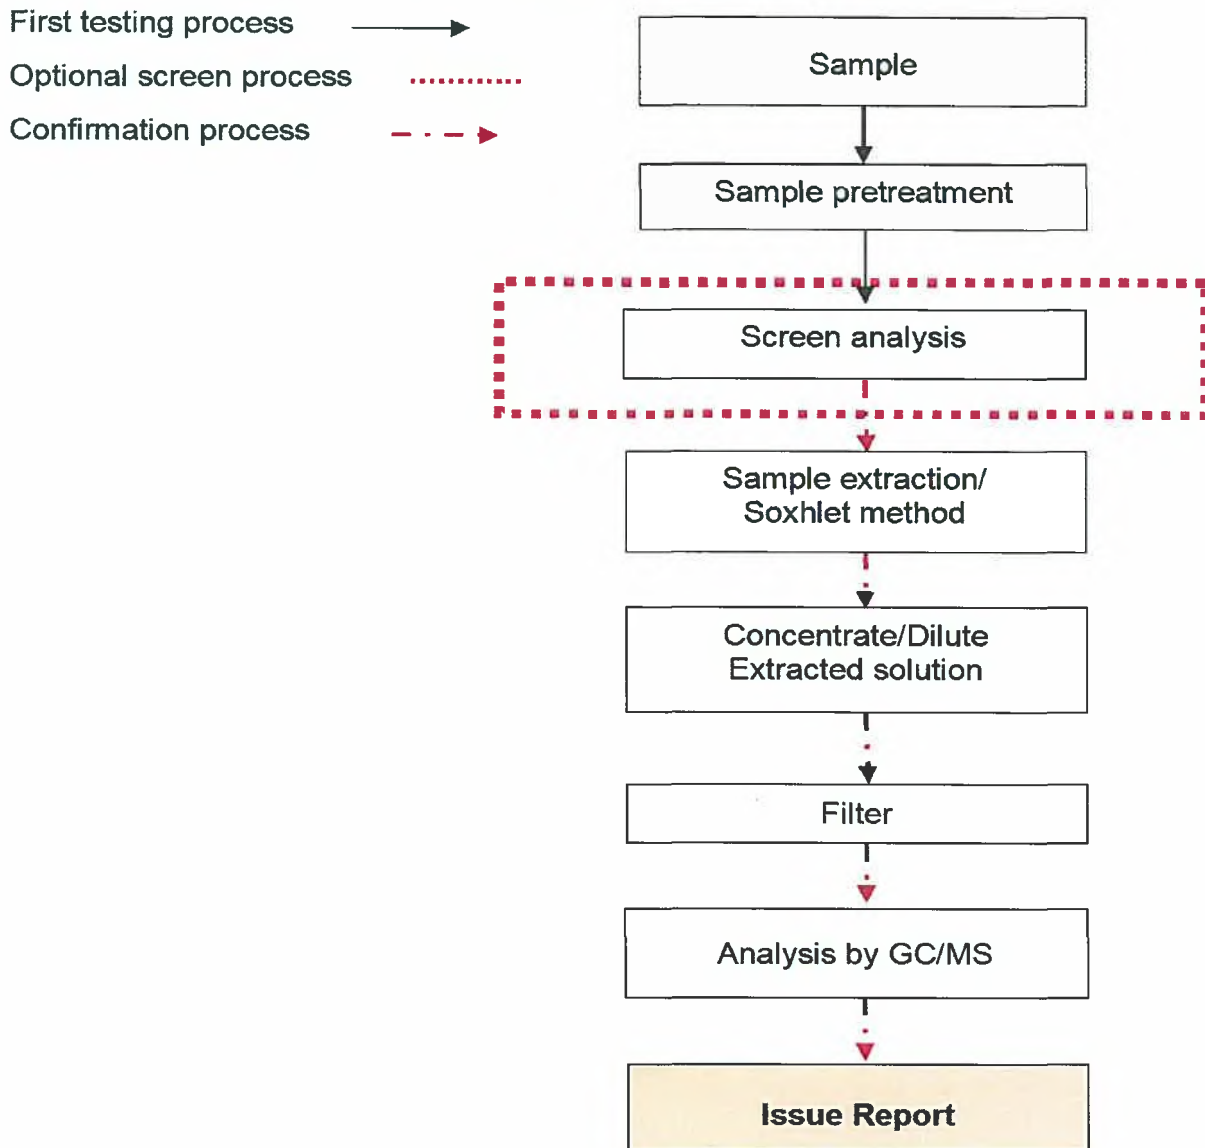 First testing process
Optional screen process
Confirmation process
Sample
Sample pretreatment
Screen analysis
Sample extraction/
Soxhlet method
Concentrate/Dilute
Extracted solution
Filter
Analysis by GC/MS
Issue Report